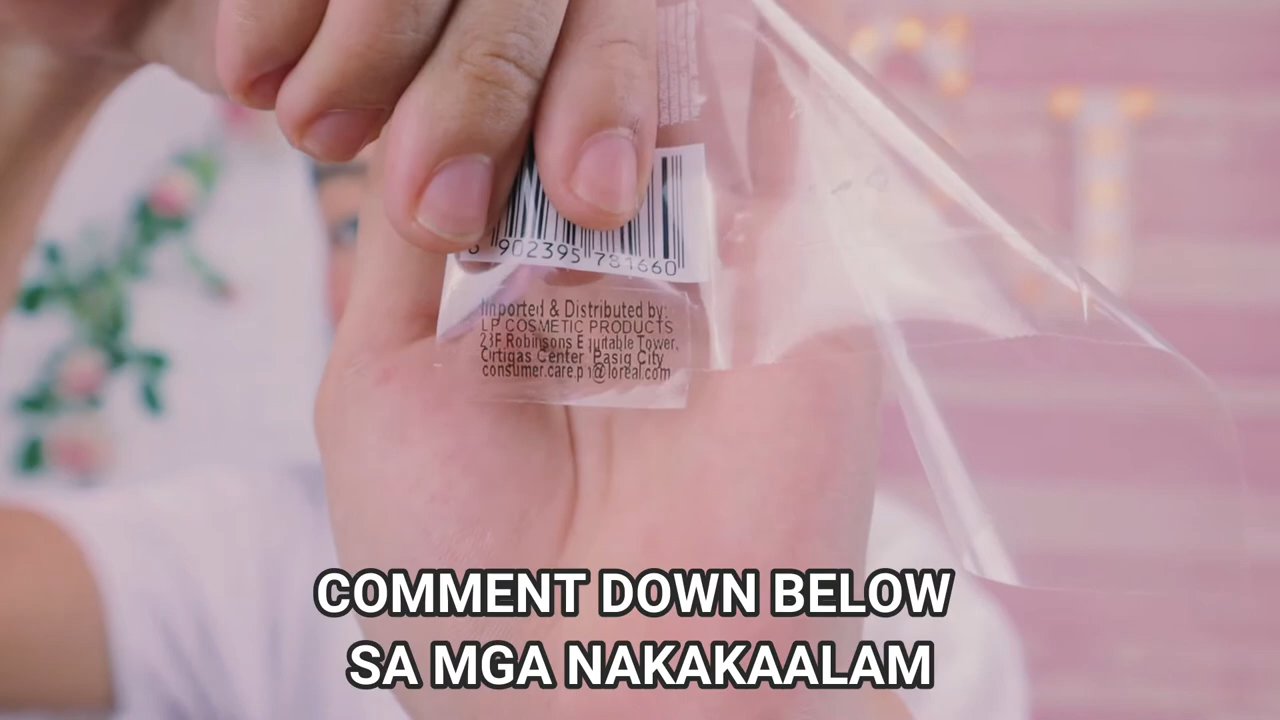 902395 781660
Imported & Distributed by:
LP COSMETIC PRODUCTS
23F Robinsons Equitable Tower,
Ortigas Center Pasig City
consumer.care.ph@loreal.com
COMMENT DOWN BELOW
SA MGA NAKAKAALAM